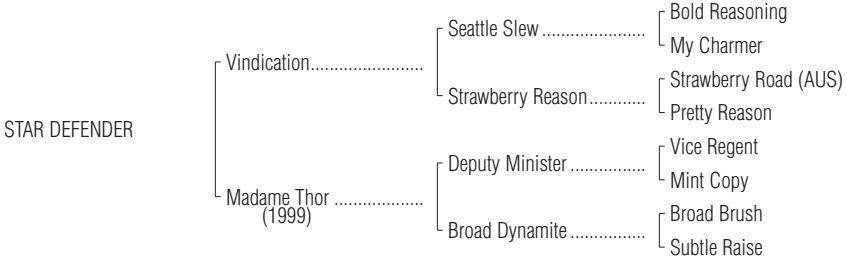 Bold Reasoning
Seattle Slew ......................
My Charmer
Vindication........................
Strawberry Road (AUS)
Strawberry Reason............
Pretty Reason
STAR DEFENDER
Vice Regent
Deputy Minister ................
Mint Copy
Madame Thor ...................
(1999)
Broad Brush
Broad Dynamite ................
Subtle Raise